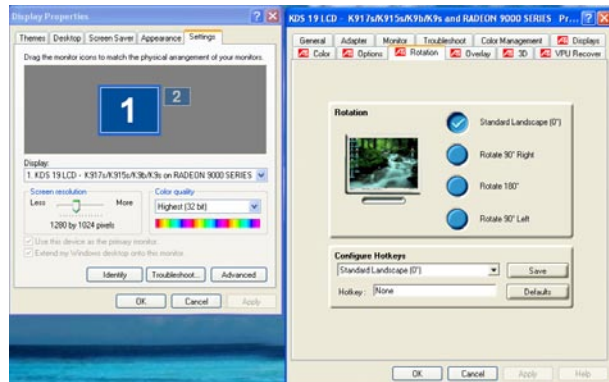 Display Properties
Themes Desktop Screen Saver Appearance Settings
Drag the monitor icons to match the physical arrangement of your monitors.
1 2
Display:
1. KDS 19 LCD - K917s/K915s/K9b/K9s on RADEON 9000 SERIES
Screen resolution
Less More
1280 by 1024 pixels
Color quality
Highest (32 bit)
Use this device as the primary monitor.
Extend my Windows desktop onto this monitor.
Identify Troubleshoot... Advanced
OK Cancel Apply
KDS 19 LCD - K917s/K915s/K9b/K9s and RADEON 9000 SERIES Pr...
General Adapter Monitor Troubleshoot Color Management Displays
Color Options Rotation Overlay 3D VPU Recover
Rotation
Standard Landscape (0°)
Rotate 90° Right
Rotate 180°
Rotate 90° Left
Configure Hotkeys
Standard Landscape (0°) Save
Hotkey: None Defaults
OK Cancel Apply Help